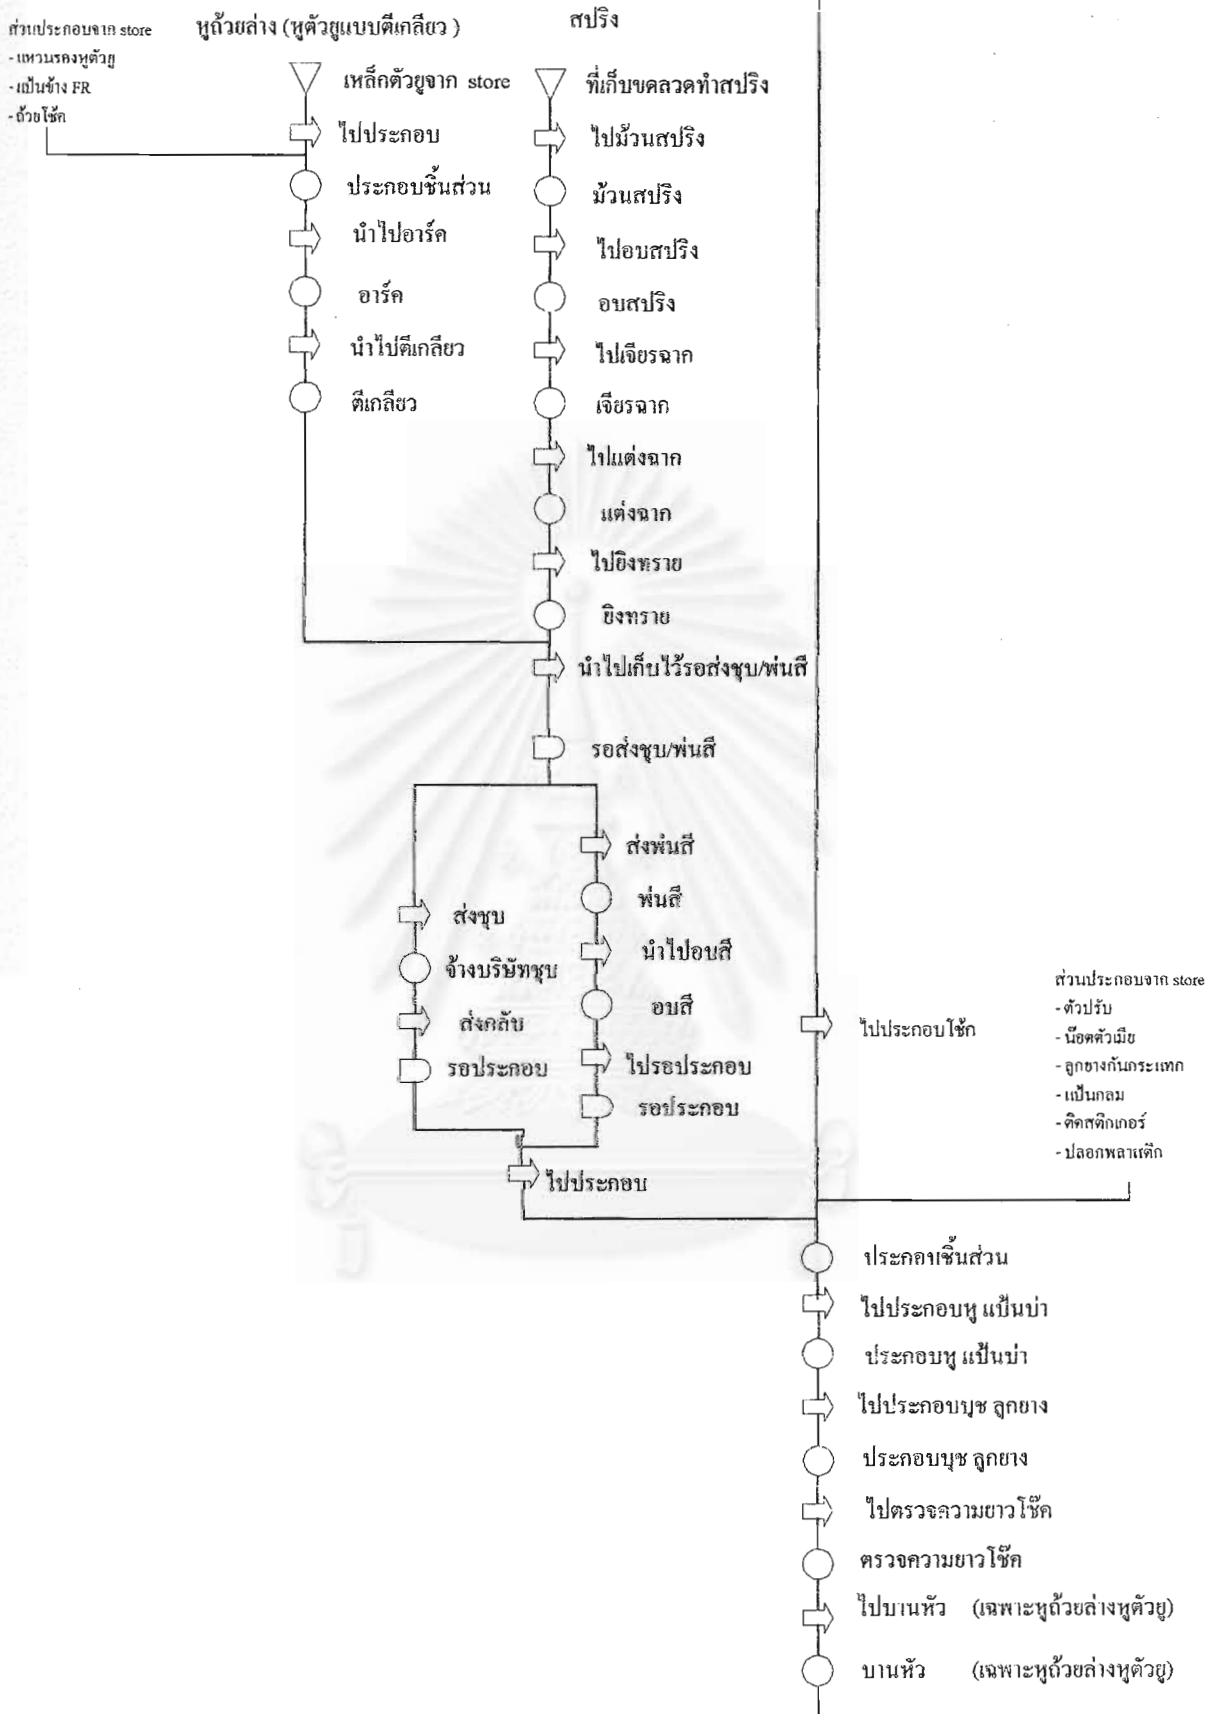 ส่วนประกอบจาก store
- แหวนรองหูตัวยู
- แป้นข้าง FR
- ถ้วยโช้ค
หูถ้วยล่าง (หูตัวยูแบบตีเกลียว )
เหล็กตัวยูจาก store
ไปประกอบ
ประกอบชิ้นส่วน
นำไปอาร์ค
อาร์ค
นำไปตีเกลียว
ตีเกลียว
สปริง
ที่เก็บขดลวดทำสปริง
ไปม้วนสปริง
ม้วนสปริง
ไปอบสปริง
อบสปริง
ไปเจียรฉาก
เจียรฉาก
ไปแต่งฉาก
แต่งฉาก
ไปยิงทราย
ยิงทราย
นำไปเก็บไว้รอส่งชุบ/พ่นสี
รอส่งชุบ/พ่นสี
ส่งชุบ
จ้างบริษัทชุบ
ส่งกลับ
รอประกอบ
ส่งพ่นสี
พ่นสี
นำไปอบสี
อบสี
ไปรอประกอบ
รอประกอบ
ไปประกอบ
ไปประกอบโช้ก
ส่วนประกอบจาก store
- ตัวปรับ
- น๊อตตัวเมีย
- ลูกยางกันกระแทก
- แป้นกลม
- ติดสติกเกอร์
- ปลอกพลาสติก
ประกอบชิ้นส่วน
ไปประกอบหู แป้นบ่า
ประกอบหู แป้นบ่า
ไปประกอบบุช ลูกยาง
ประกอบบุช ลูกยาง
ไปตรวจความยาวโช๊ค
ตรวจความยาวโช๊ค
ไปบานหัว (เฉพาะหูถ้วยล่างหูตัวยู)
บานหัว (เฉพาะหูถ้วยล่างหูตัวยู)